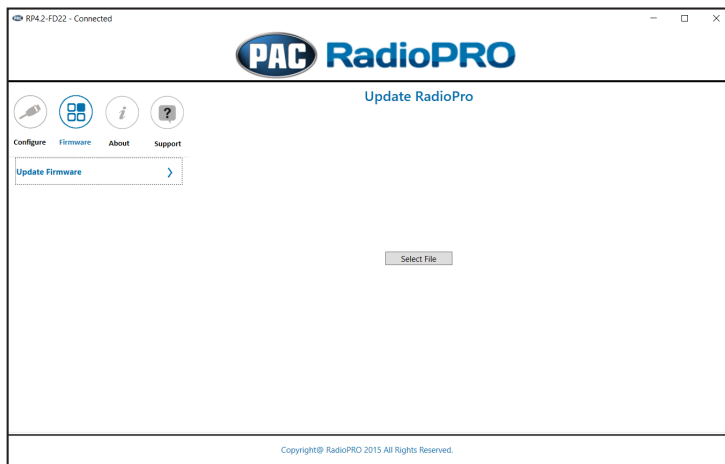 RP4.2-FD22 - Connected
PAC RadioPRO
Update RadioPro
Configure Firmware About Support
Update Firmware
Select File
Copyright@ RadioPRO 2015 All Rights Reserved.